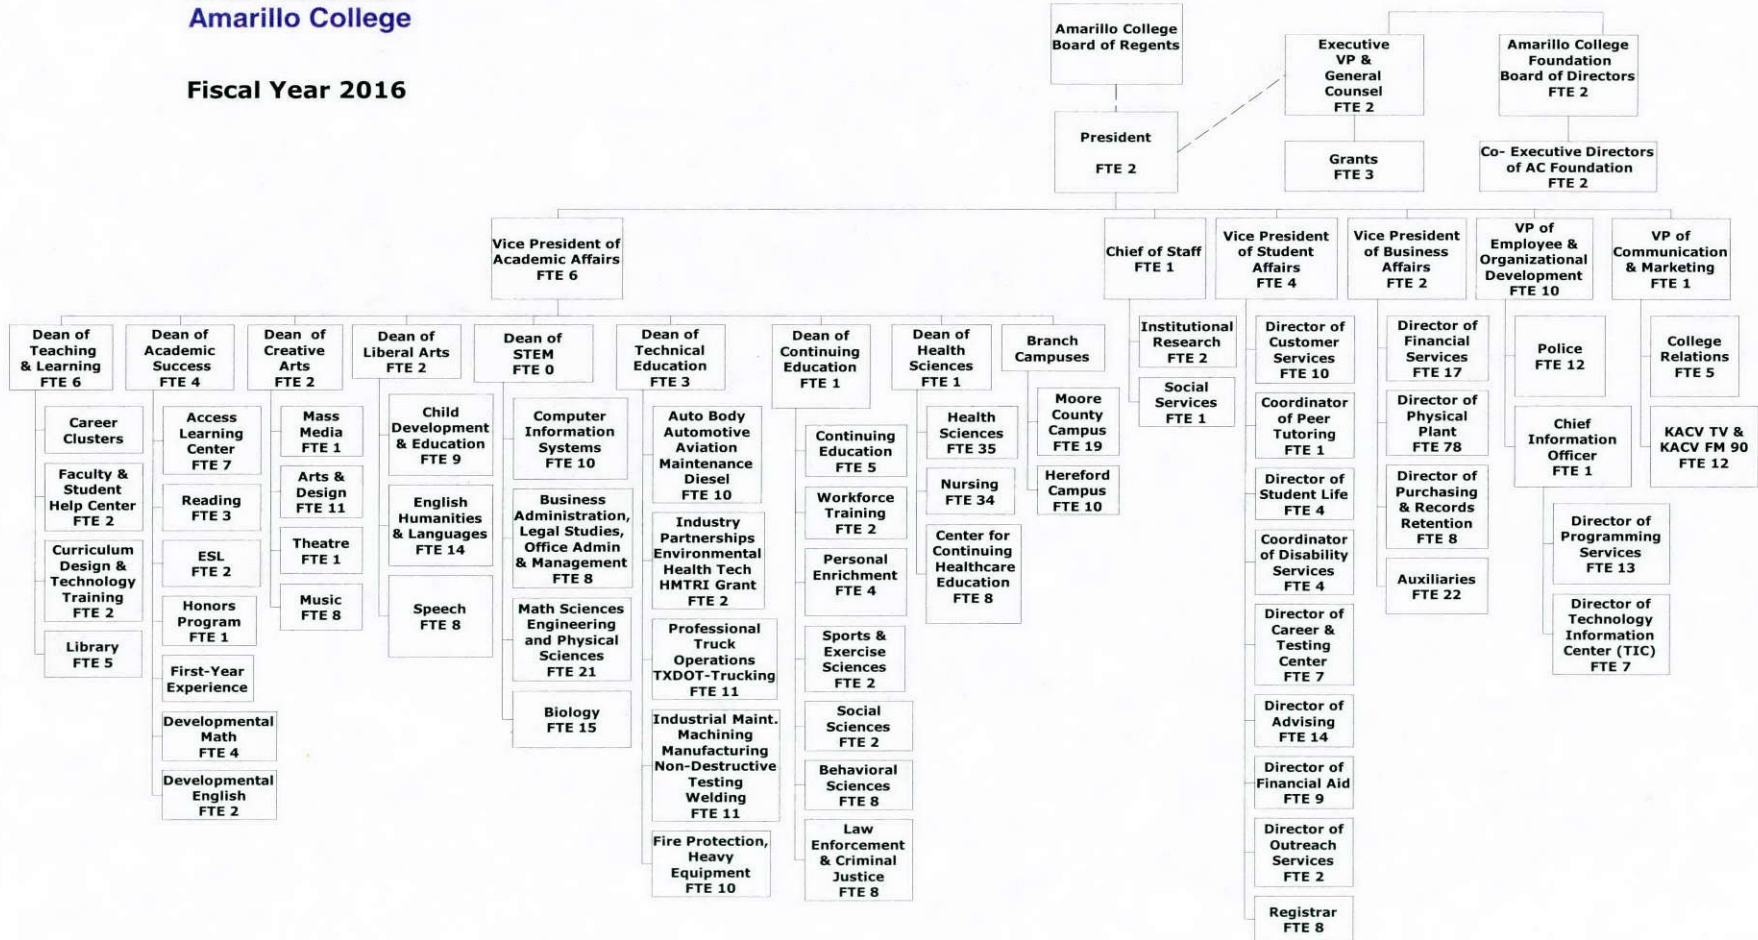 Amarillo College
Fiscal Year 2016
Amarillo College
Board of Regents
Executive
VP &
General
Counsel
FTE 2
Amarillo College
Foundation
Board of Directors
FTE 2
President
FTE 2
Grants
FTE 3
Co- Executive Directors
of AC Foundation
FTE 2
Vice President of
Academic Affairs
FTE 6
Chief of Staff
FTE 1
Vice President
of Student
Affairs
FTE 4
Vice President
of Business
Affairs
FTE 2
VP of
Employee &
Organizational
Development
FTE 10
VP of
Communication
& Marketing
FTE 1
Dean of
Teaching
& Learning
FTE 6
Dean of
Academic
Success
FTE 4
Dean of
Creative
Arts
FTE 2
Dean of
Liberal Arts
FTE 2
Dean of
STEM
FTE 0
Dean of
Technical
Education
FTE 3
Dean of
Continuing
Education
FTE 1
Dean of
Health
Sciences
FTE 1
Branch
Campuses
Career
Clusters
Faculty &
Student
Help Center
FTE 2
Curriculum
Design &
Technology
Training
FTE 2
Library
FTE 5
Access
Learning
Center
FTE 7
Reading
FTE 3
ESL
FTE 2
Honors
Program
FTE 1
First-Year
Experience
Developmental
Math
FTE 4
Developmental
English
FTE 2
Mass
Media
FTE 1
Arts &
Design
FTE 11
Theatre
FTE 1
Music
FTE 8
Child
Development
& Education
FTE 9
English
Humanities
& Languages
FTE 14
Speech
FTE 8
Computer
Information
Systems
FTE 10
Business
Administration,
Legal Studies,
Office Admin
& Management
FTE 8
Math Sciences
Engineering
and Physical
Sciences
FTE 21
Biology
FTE 15
Auto Body
Automotive
Aviation
Maintenance
Diesel
FTE 10
Industry
Partnerships
Environmental
Health Tech
HMTRI Grant
FTE 2
Professional
Truck
Operations
TXDOT-Trucking
FTE 11
Industrial Maint.
Machining
Manufacturing
Non-Destructive
Testing
Welding
FTE 11
Fire Protection,
Heavy
Equipment
FTE 10
Continuing
Education
FTE 5
Workforce
Training
FTE 2
Personal
Enrichment
FTE 4
Sports &
Exercise
Sciences
FTE 2
Social
Sciences
FTE 2
Behavioral
Sciences
FTE 8
Law
Enforcement
& Criminal
Justice
FTE 8
Health
Sciences
FTE 35
Nursing
FTE 34
Center for
Continuing
Healthcare
Education
FTE 8
Moore
County
Campus
FTE 19
Hereford
Campus
FTE 10
Institutional
Research
FTE 2
Social
Services
FTE 1
Director of
Customer
Services
FTE 10
Coordinator
of Peer
Tutoring
FTE 1
Director of
Student Life
FTE 4
Coordinator
of Disability
Services
FTE 4
Director of
Career &
Testing
Center
FTE 7
Director of
Advising
FTE 14
Director of
Financial Aid
FTE 9
Director of
Outreach
Services
FTE 2
Registrar
FTE 8
Director of
Financial
Services
FTE 17
Director of
Physical
Plant
FTE 78
Director of
Purchasing
& Records
Retention
FTE 8
Auxiliaries
FTE 22
Police
FTE 12
Chief
Information
Officer
FTE 1
Director of
Programming
Services
FTE 13
Director of
Technology
Information
Center (TIC)
FTE 7
College
Relations
FTE 5
KACV TV &
KACV FM 90
FTE 12